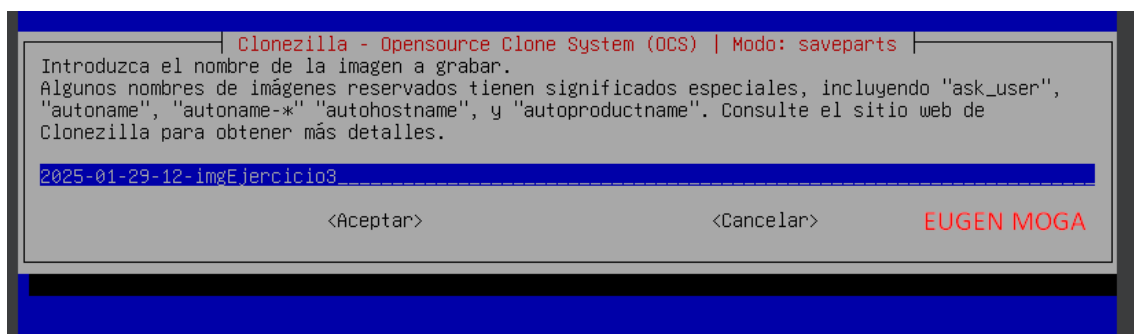 Clonezilla - Opensource Clone System (OCS) | Modo: saveparts
Introduzca el nombre de la imagen a grabar.
Algunos nombres de imágenes reservados tienen significados especiales, incluyendo "ask_user",
"autoname", "autoname-*" "autohostname", y "autoproductname". Consulte el sitio web de
Clonezilla para obtener más detalles.
2025-01-29-12-imgEjercicio3
<Aceptar> <Cancelar> EUGEN MOGA